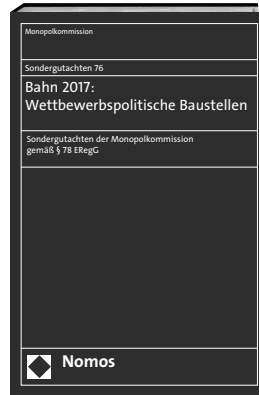 Monopolkommission
Sondergutachten 76
Bahn 2017:
Wettbewerbspolitische Baustellen
Sondergutachten der Monopolkommission
gemäß § 78 ERegG
Nomos